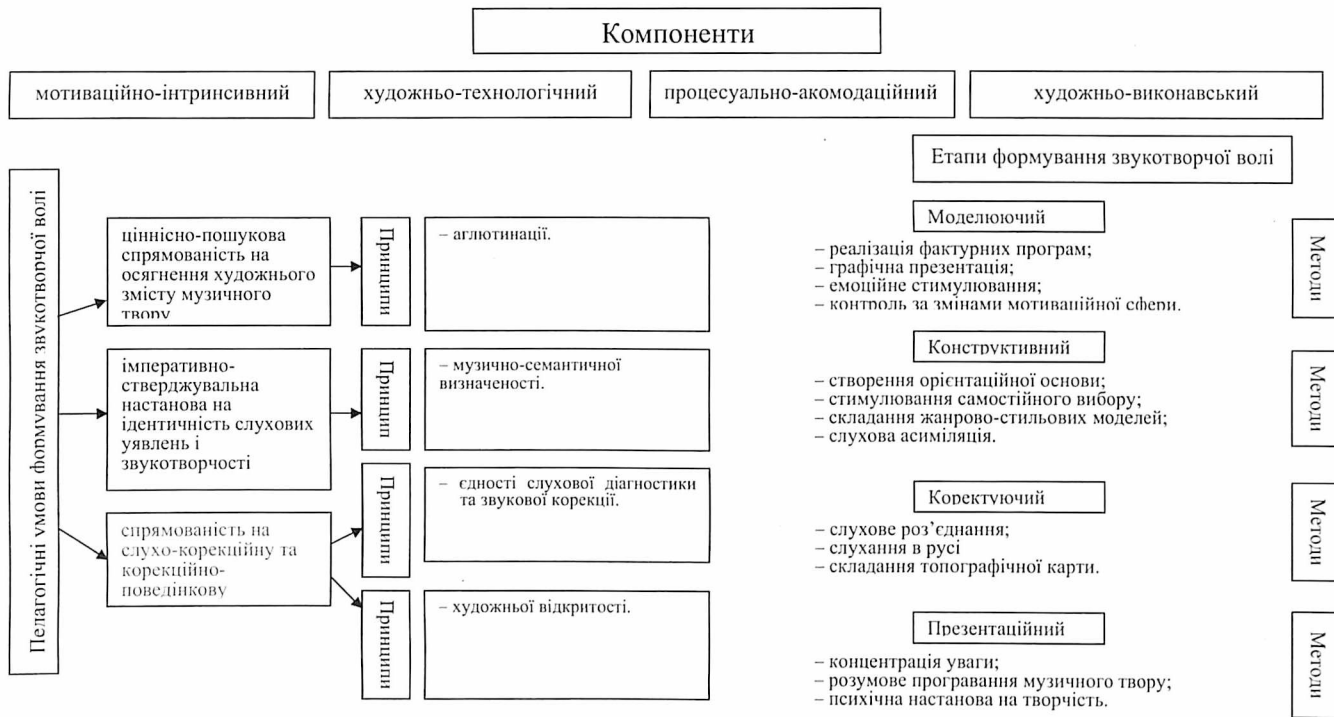 Компоненти
мотиваційно-інтринсивний
художньо-технологічний
процесуально-акомодаційний
художньо-виконавський
Етапи формування звукотворчої волі
Педагогічні умови формування звукотворчої волі
ціннісно-пошукова
спрямованість на
осягнення художнього
змісту музичного
твору
Принципи
– аглютинації.
Моделюючий
– реалізація фактурних програм;
– графічна презентація;
– емоційне стимулювання;
– контроль за змінами мотиваційної сфери.
Методи
імперативно-
стверджувальна
настанова на
ідентичність слухових
уявлень і
звукотворчості
Принцип
– музично-семантичної
визначеності.
Конструктивний
– створення орієнтаційної основи;
– стимулювання самостійного вибору;
– складання жанрово-стильових моделей;
– слухова асиміляція.
Методи
спрямованість на
слухо-корекційну та
корекційно-
поведінкову
Принципи
– єдності слухової діагностики
та звукової корекції.
Коректуючий
– слухове роз’єднання;
– слухання в русі
– складання топографічної карти.
Методи
Принципи
– художньої відкритості.
Презентаційний
– концентрація уваги;
– розумове програвання музичного твору;
– психічна настанова на творчість.
Методи